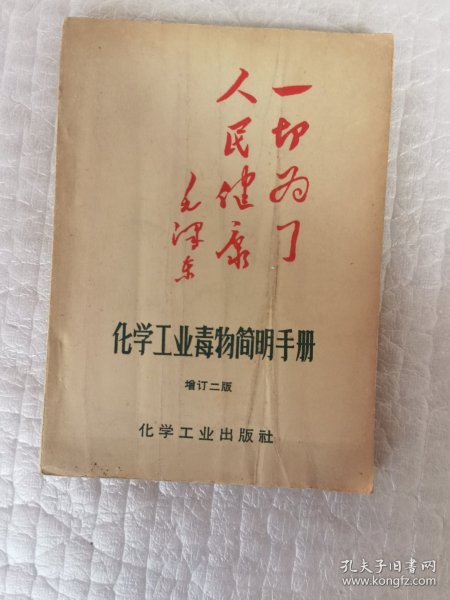 一切为了
人民健康
毛泽东
化学工业毒物简明手册
增订二版
化学工业出版社
孔夫子旧书网
www.kongfz.com